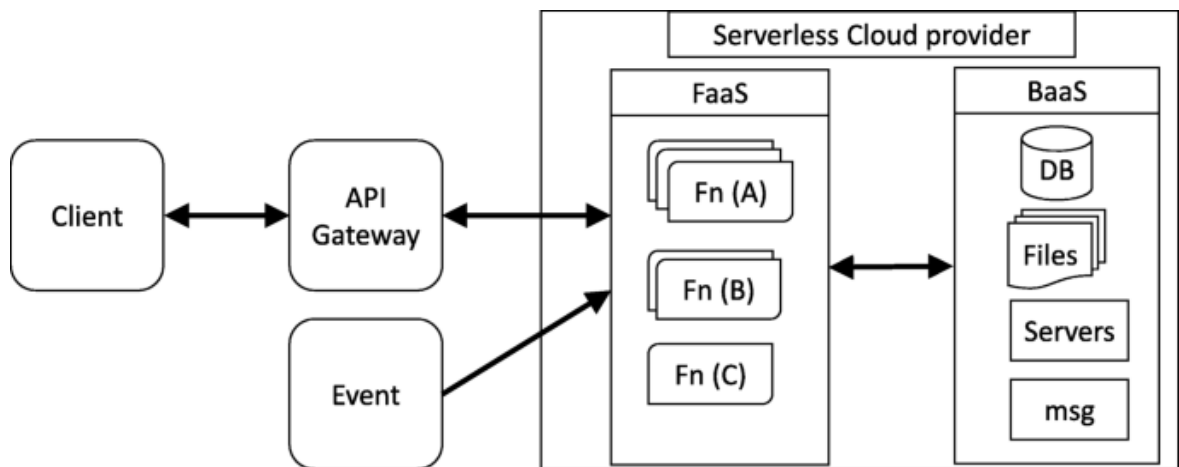 Serverless Cloud provider
FaaS
BaaS
Client
API
Gateway
Event
Fn (A)
Fn (B)
Fn (C)
DB
Files
Servers
msg